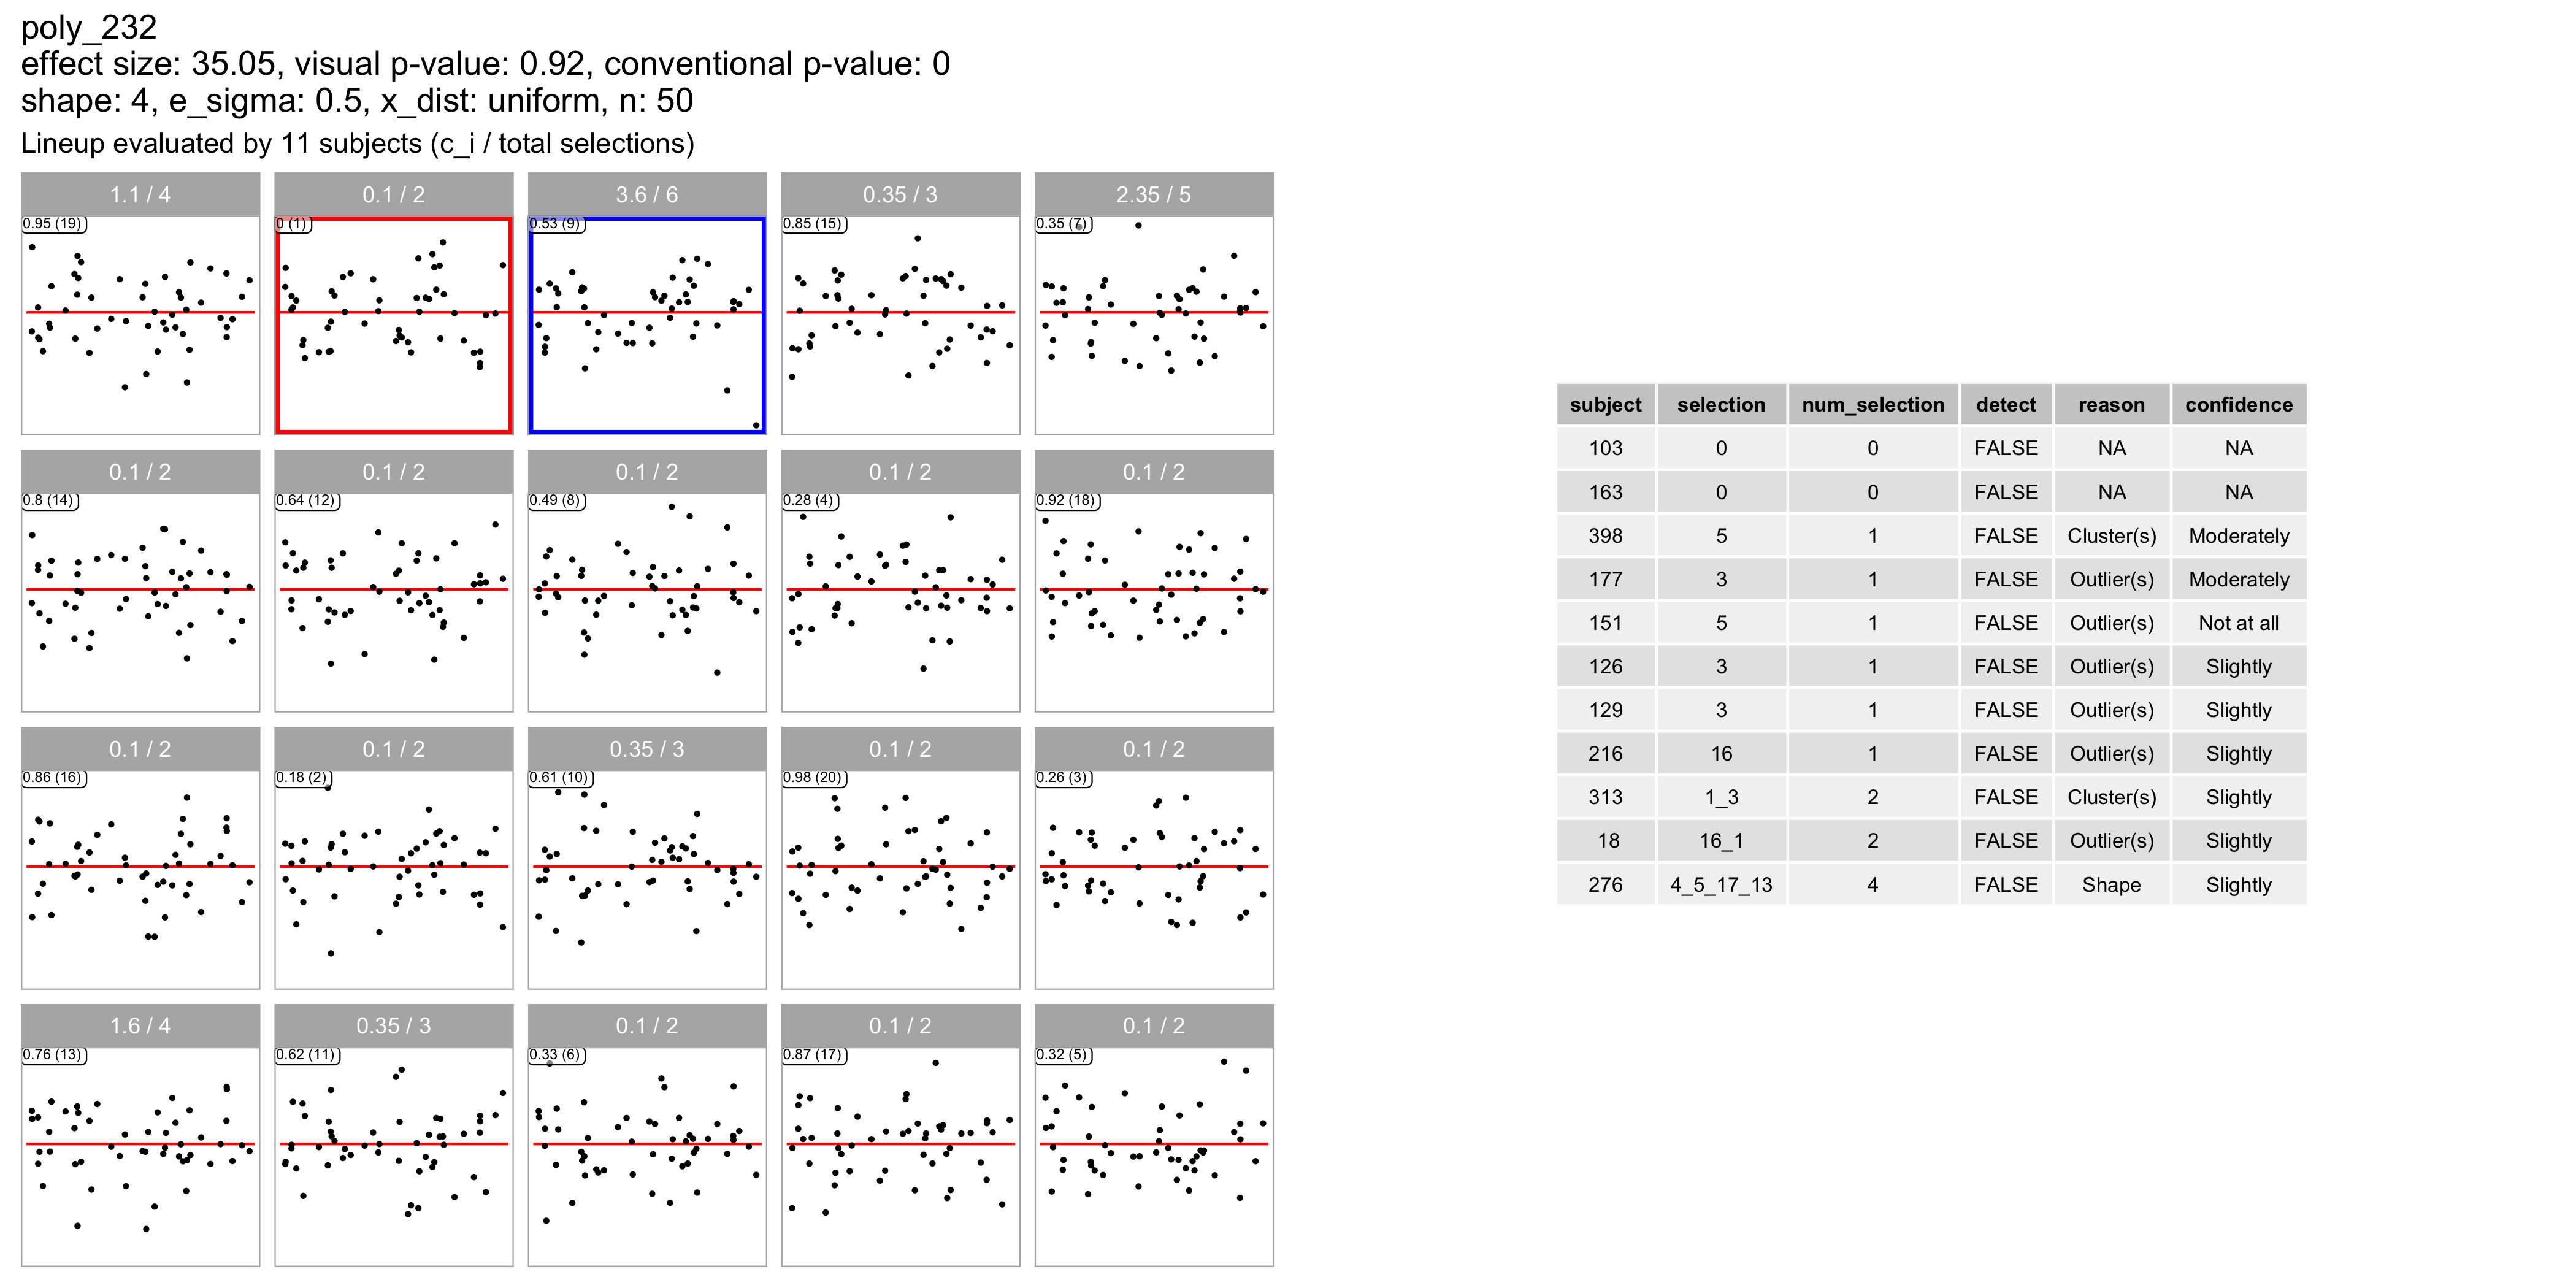 poly_232
effect size: 35.05, visual p-value: 0.92, conventional p-value: 0
shape: 4, e_sigma: 0.5, x_dist: uniform, n: 50
Lineup evaluated by 11 subjects (c_i / total selections)
1.1 / 4 0.1 / 2 3.6 / 6 0.35 / 3 2.35 / 5
0.95 (19) 0 (1) 0.53 (9) 0.85 (15) 0.35 (7)
0.1 / 2 0.1 / 2 0.1 / 2 0.1 / 2 0.1 / 2
0.8 (14) 0.64 (12) 0.49 (8) 0.28 (4) 0.92 (18)
0.1 / 2 0.1 / 2 0.35 / 3 0.1 / 2 0.1 / 2
0.86 (16) 0.18 (2) 0.61 (10) 0.98 (20) 0.26 (3)
1.6 / 4 0.35 / 3 0.1 / 2 0.1 / 2 0.1 / 2
0.76 (13) 0.62 (11) 0.33 (6) 0.87 (17) 0.32 (5)
subject selection num_selection detect reason confidence
103 0 0 FALSE NA NA
163 0 0 FALSE NA NA
398 5 1 FALSE Cluster(s) Moderately
177 3 1 FALSE Outlier(s) Moderately
151 5 1 FALSE Outlier(s) Not at all
126 3 1 FALSE Outlier(s) Slightly
129 3 1 FALSE Outlier(s) Slightly
216 16 1 FALSE Outlier(s) Slightly
313 1_3 2 FALSE Cluster(s) Slightly
18 16_1 2 FALSE Outlier(s) Slightly
276 4_5_17_13 4 FALSE Shape Slightly